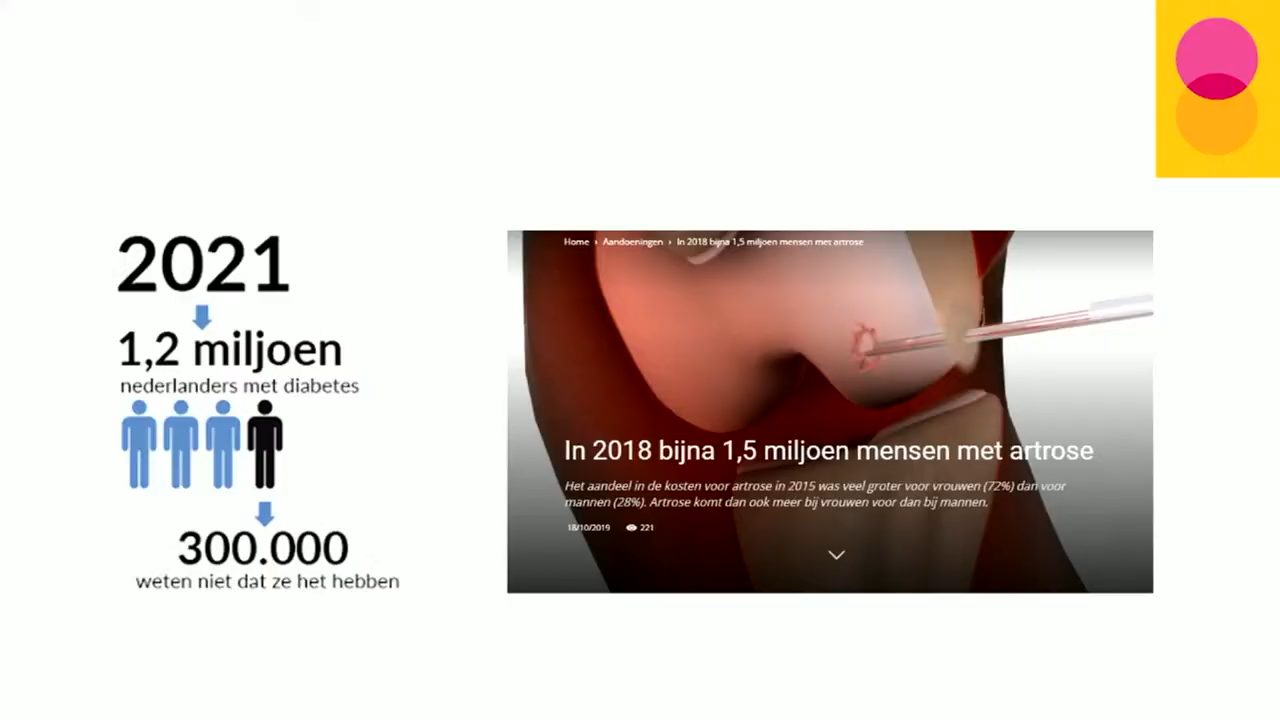 2021
1,2 miljoen
nederlanders met diabetes
300.000
weten niet dat ze het hebben
Home › Aandoeningen › In 2018 bijna 1,5 miljoen mensen met artrose
In 2018 bijna 1,5 miljoen mensen met artrose
Het aandeel in de kosten voor artrose in 2015 was veel groter voor vrouwen (72%) dan voor
mannen (28%). Artrose komt dan ook meer bij vrouwen voor dan bij mannen.
18/10/2019 221